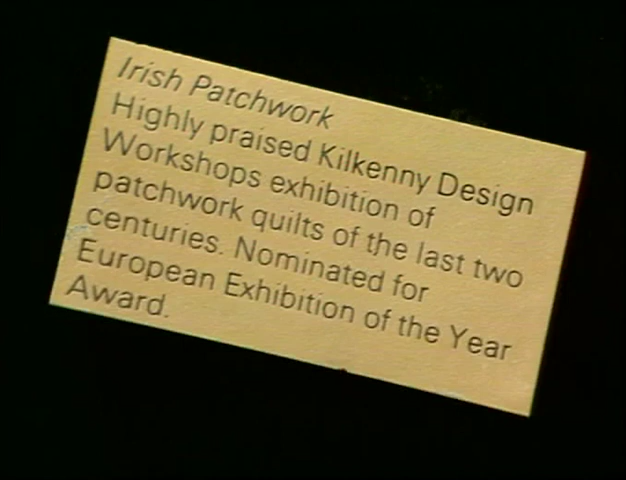 Irish Patchwork
Highly praised Kilkenny Design
Workshops exhibition of
patchwork quilts of the last two
centuries. Nominated for
European Exhibition of the Year
Award.